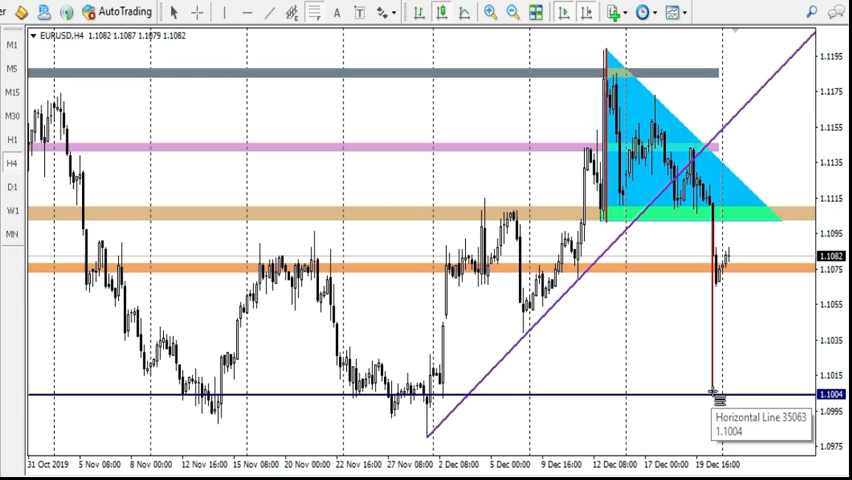 AutoTrading
A
T
M1
M5
M15
M30
H1
H4
D1
W1
MN
EURUSD,H4 1.1082 1.1087 1.1079 1.1082
1.1195
1.1175
1.1155
1.1135
1.1115
1.1095
1.1082
1.1075
1.1055
1.1035
1.1015
1.1004
1.0995
1.0975
Horizontal Line 35063
1.1004
31 Oct 2019 5 Nov 08:00 8 Nov 00:00 12 Nov 16:00 15 Nov 08:00 20 Nov 00:00 22 Nov 16:00 27 Nov 08:00 2 Dec 08:00 5 Dec 00:00 9 Dec 16:00 12 Dec 08:00 17 Dec 00:00 19 Dec 16:00